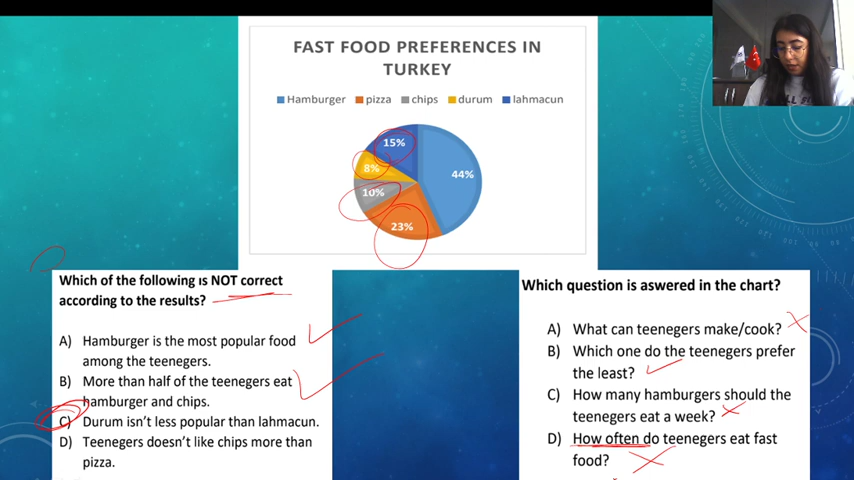 FAST FOOD PREFERENCES IN
TURKEY
Hamburger pizza chips durum lahmacun
15%
8%
44%
10%
23%
Which of the following is NOT correct
according to the results?
A) Hamburger is the most popular food
among the teenegers.
B) More than half of the teenegers eat
hamburger and chips.
C) Durum isn't less popular than lahmacun.
D) Teenegers doesn't like chips more than
pizza.
Which question is aswered in the chart?
A) What can teenegers make/cook?
B) Which one do the teenegers prefer
the least?
C) How many hamburgers should the
teenegers eat a week?
D) How often do teenegers eat fast
food?